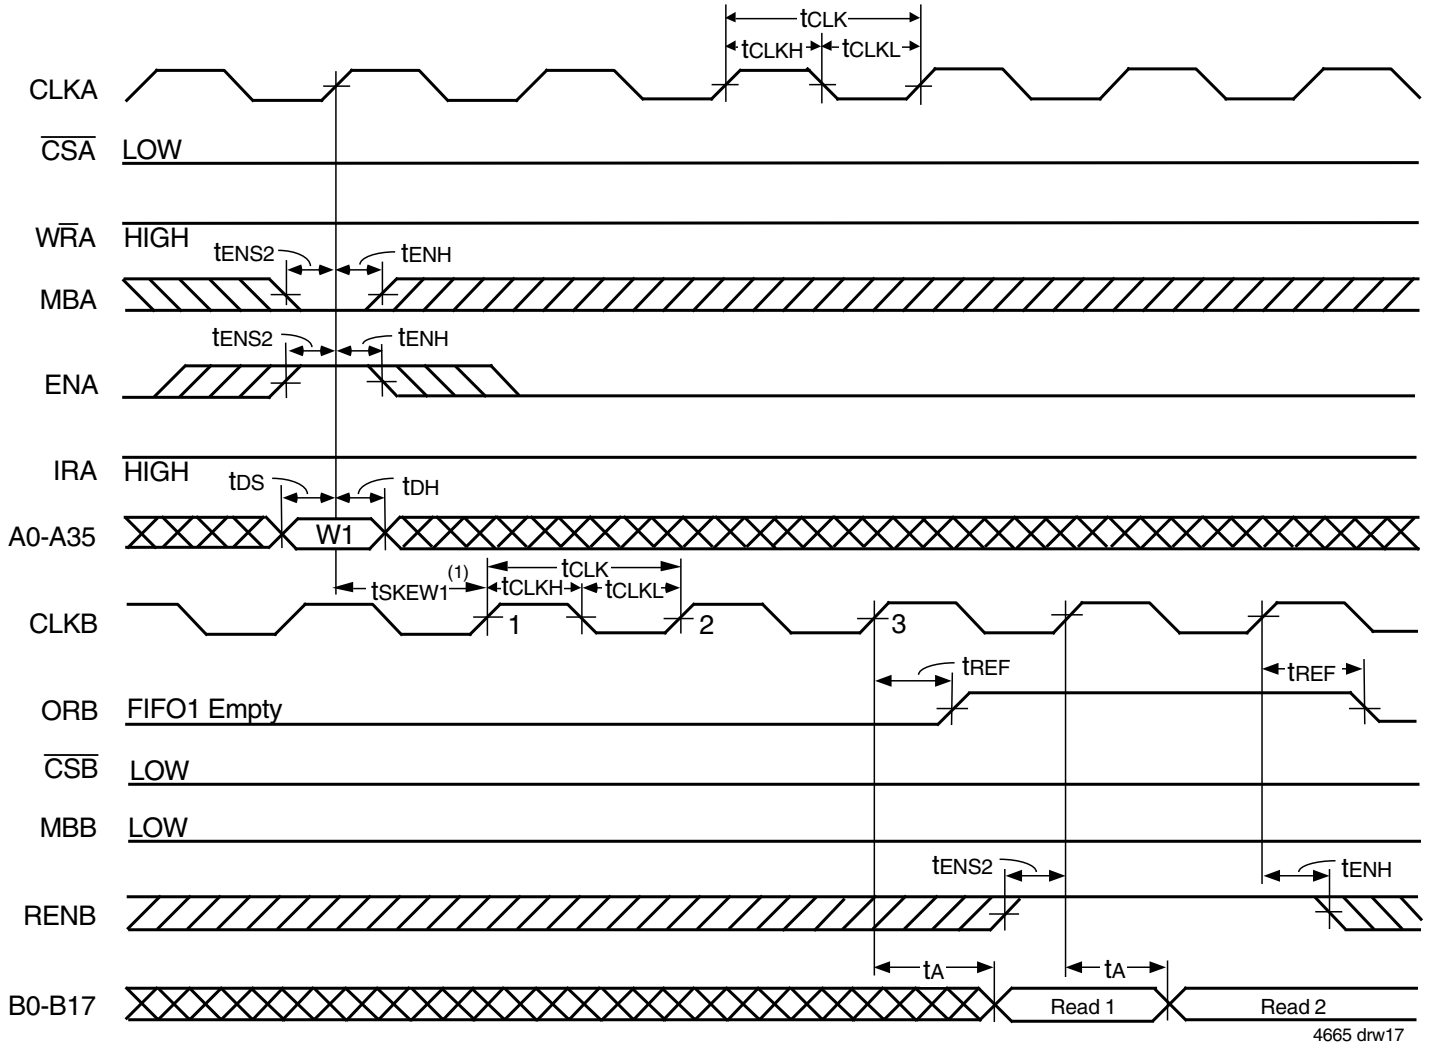 tCLK
tCLKH tCLKL
CLKA
CSA LOW
WRA HIGH
tENS2 tENH
MBA
tENS2 tENH
ENA
IRA HIGH
tDS tDH
A0-A35 W1
tSKEW1(1) tCLKH tCLK tCLKL
CLKB 1 2 3
tREF tREF
ORB FIFO1 Empty
CSB LOW
MBB LOW
tENS2 tENH
RENB
tA tA
B0-B17 Read 1 Read 2
4665 drw17